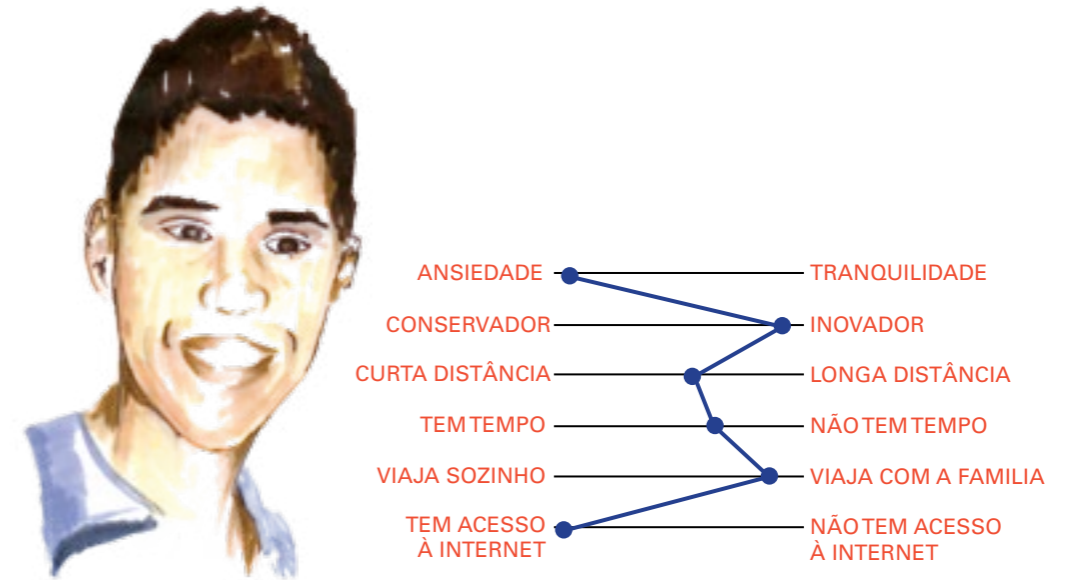 ANSIEDADE TRANQUILIDADE
CONSERVADOR INOVADOR
CURTA DISTÂNCIA LONGA DISTÂNCIA
TEM TEMPO NÃO TEM TEMPO
VIAJA SOZINHO VIAJA COM A FAMILIA
TEM ACESSO
À INTERNET
NÃO TEM ACESSO
À INTERNET